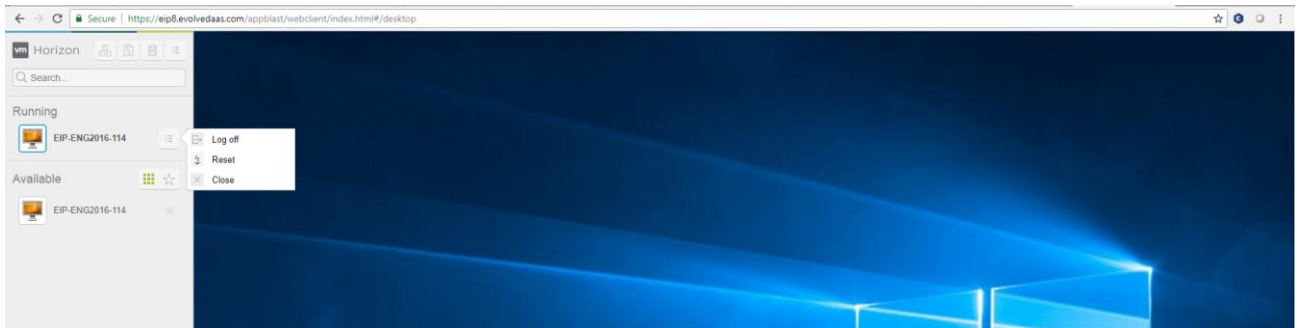 Secure | https://eip8.evolvedaas.com/appblast/webclient/index.html#/desktop
vm Horizon
Search...
Running
EIP-ENG2016-114
Log off
Reset
Close
Available
EIP-ENG2016-114